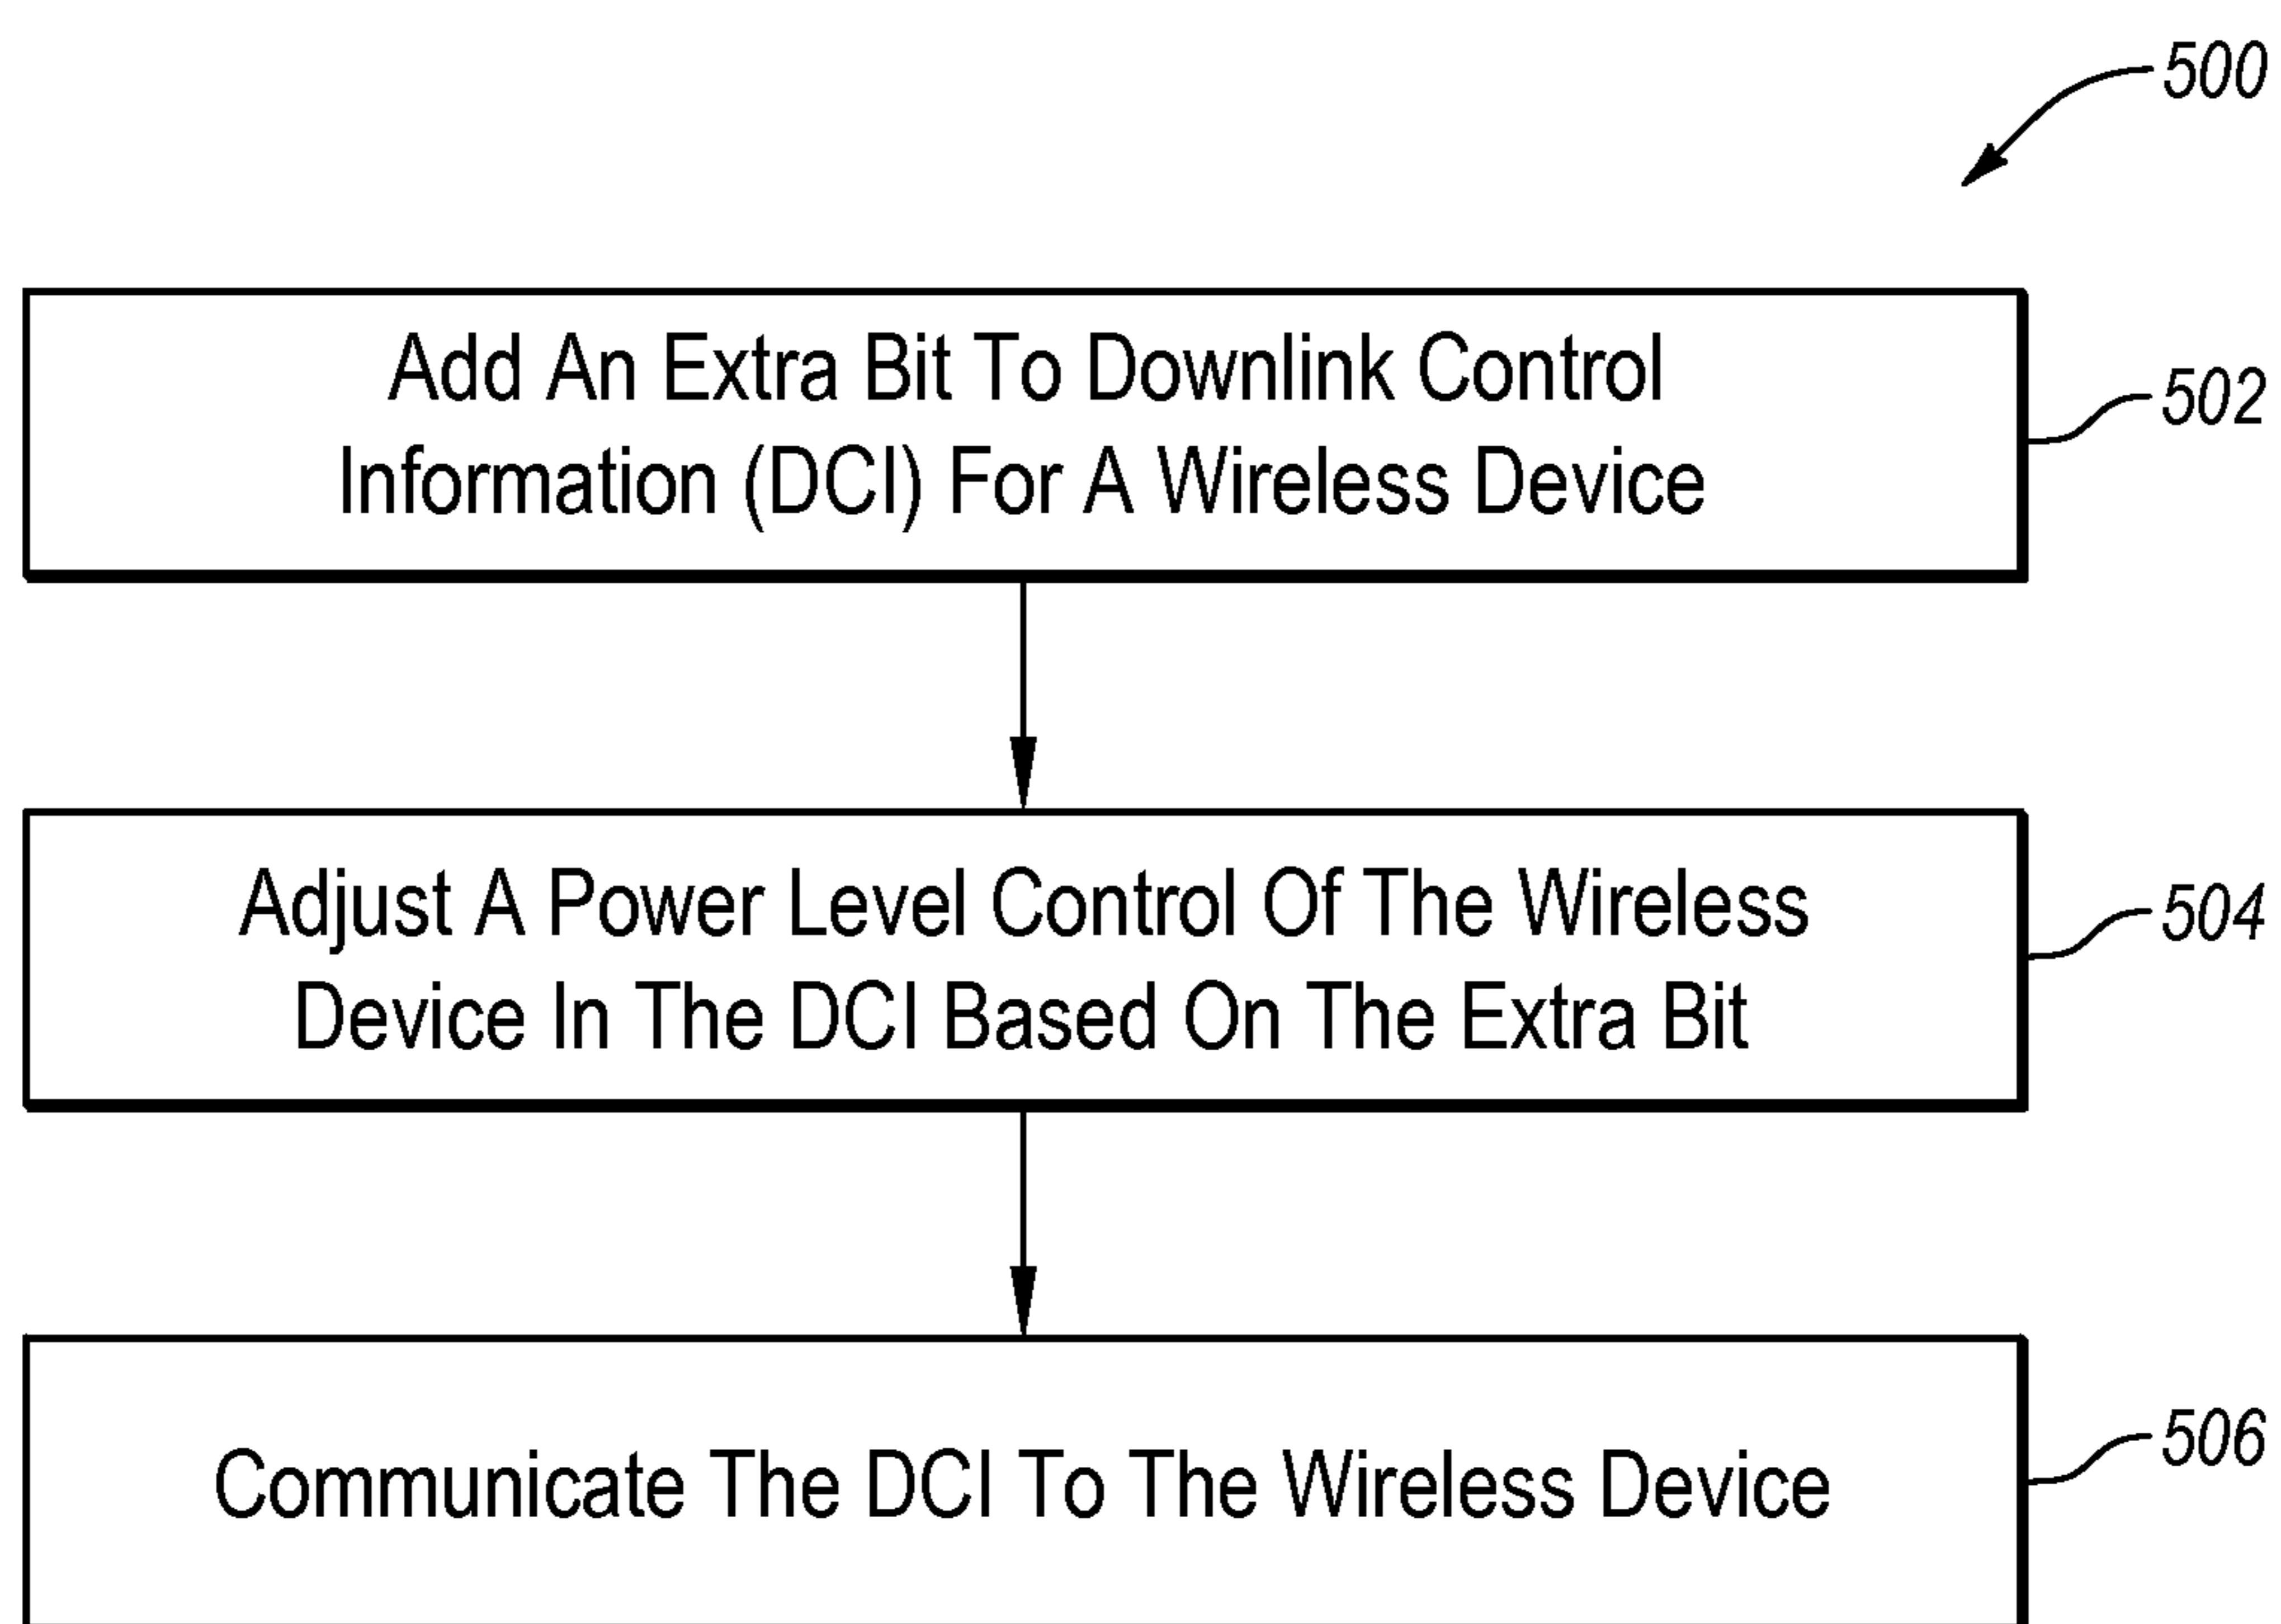 500
Add An Extra Bit To Downlink Control
Information (DCI) For A Wireless Device
502
Adjust A Power Level Control Of The Wireless
Device In The DCI Based On The Extra Bit
504
Communicate The DCI To The Wireless Device
506